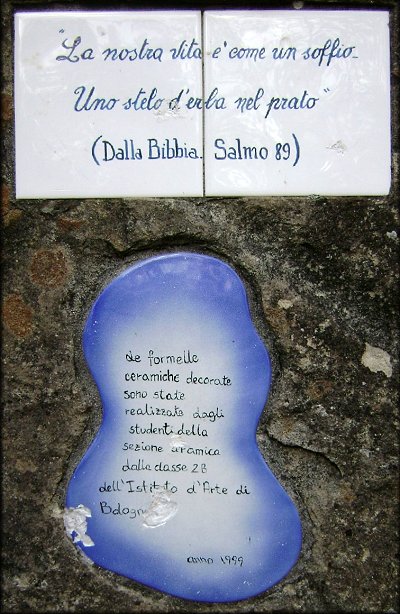 "La nostra vita e' come un soffio-
Uno stelo d'erba nel prato"
(Dalla Bibbia. Salmo 89)
Le formelle
ceramiche decorate
sono state
realizzate dagli
studenti della
sezione ceramica
dalla classe 2B
dell'Istituto d'Arte di
Bologna
anno 1999